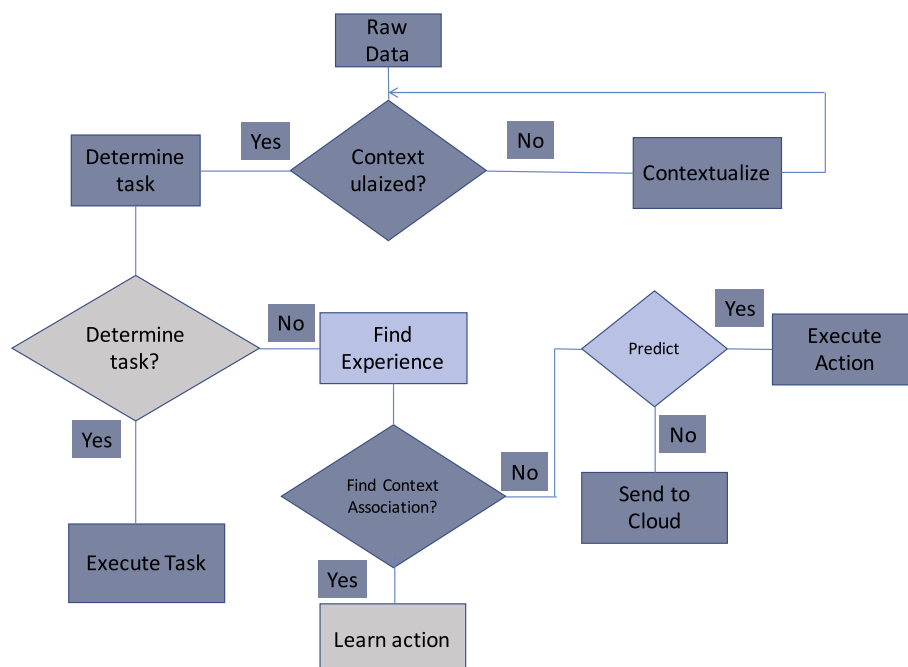 Raw
Data
Yes
No
Determine
task
Context
ulaized?
Contextualize
Determine
task?
No
Find
Experience
Predict
Yes
Execute
Action
Yes
No
No
Find Context
Association?
Send to
Cloud
Execute Task
Yes
Learn action